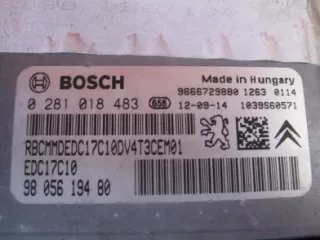 BOSCH
Made in Hungary
9666729880 1263 0114
0 281 018 483 658 12-09-14 1039S60571
RBCMMDEDC17C10DV4T3CEM01
EDC17C10
98 056 194 80